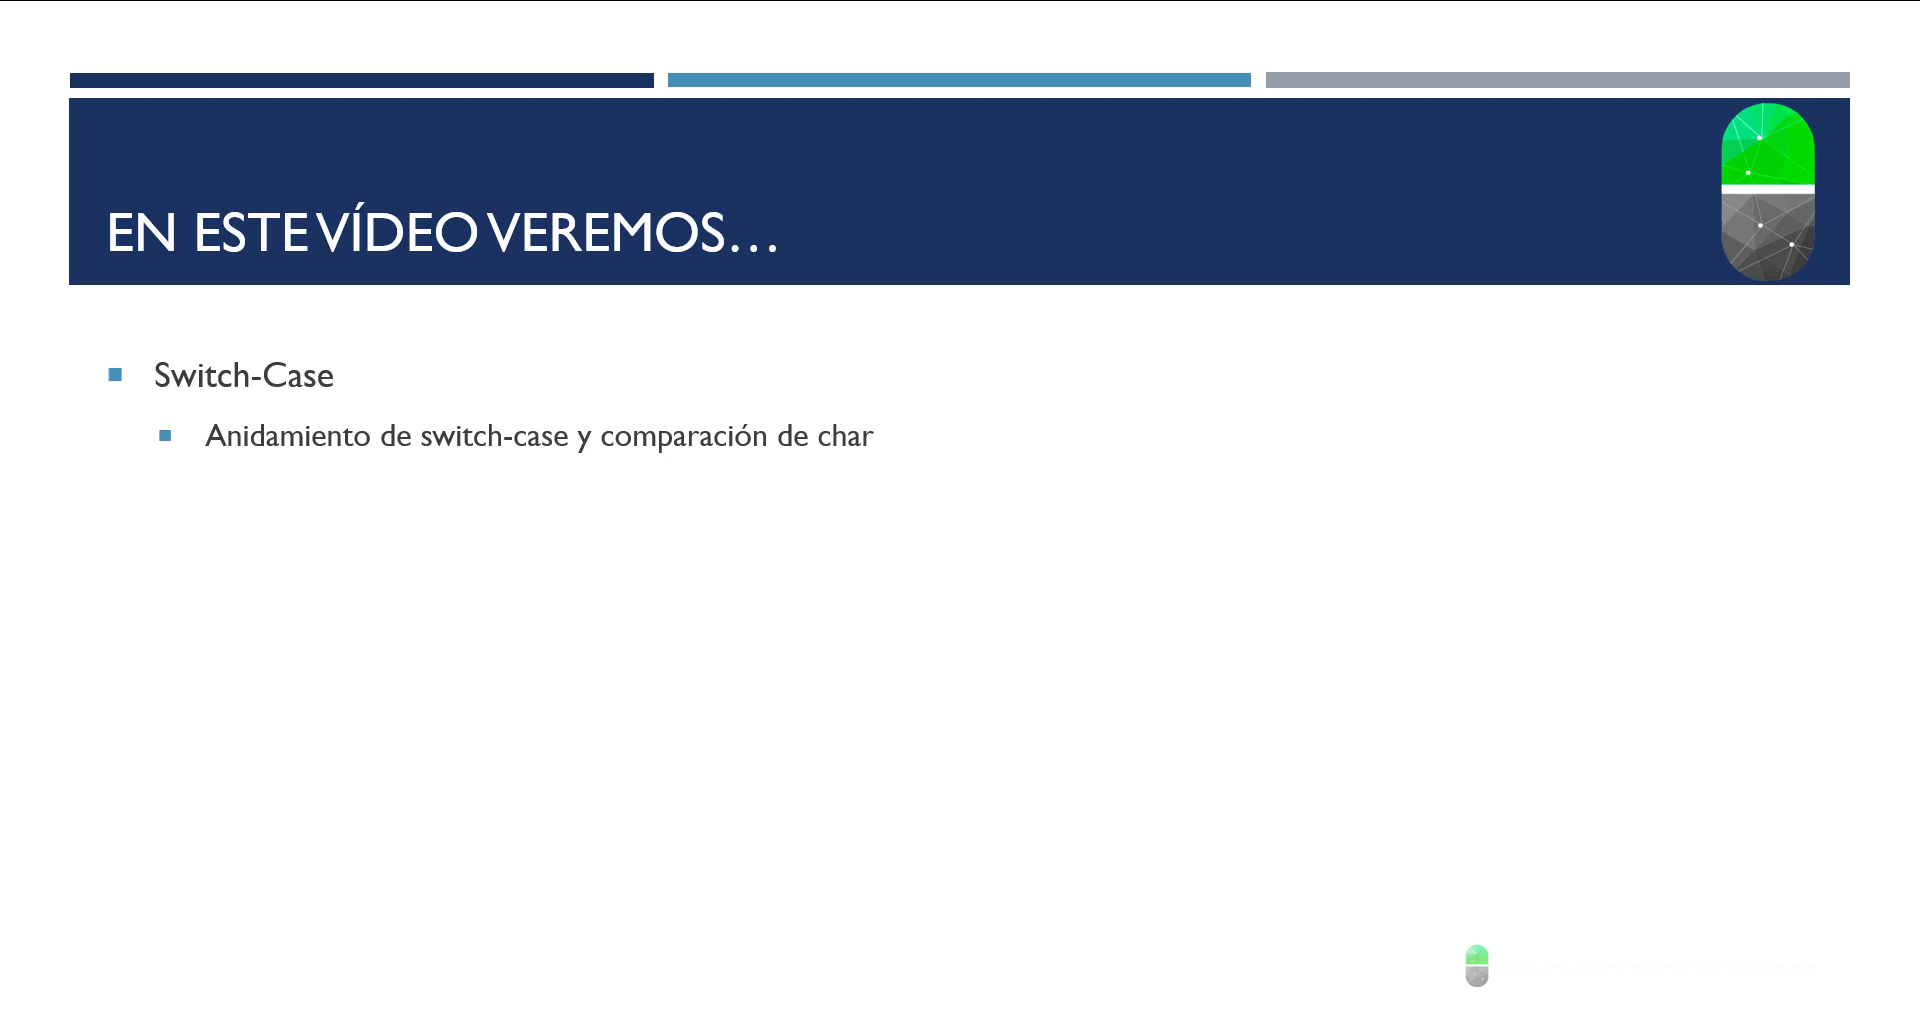 EN ESTE VÍDEO VEREMOS…
Switch-Case
Anidamiento de switch-case y comparación de char